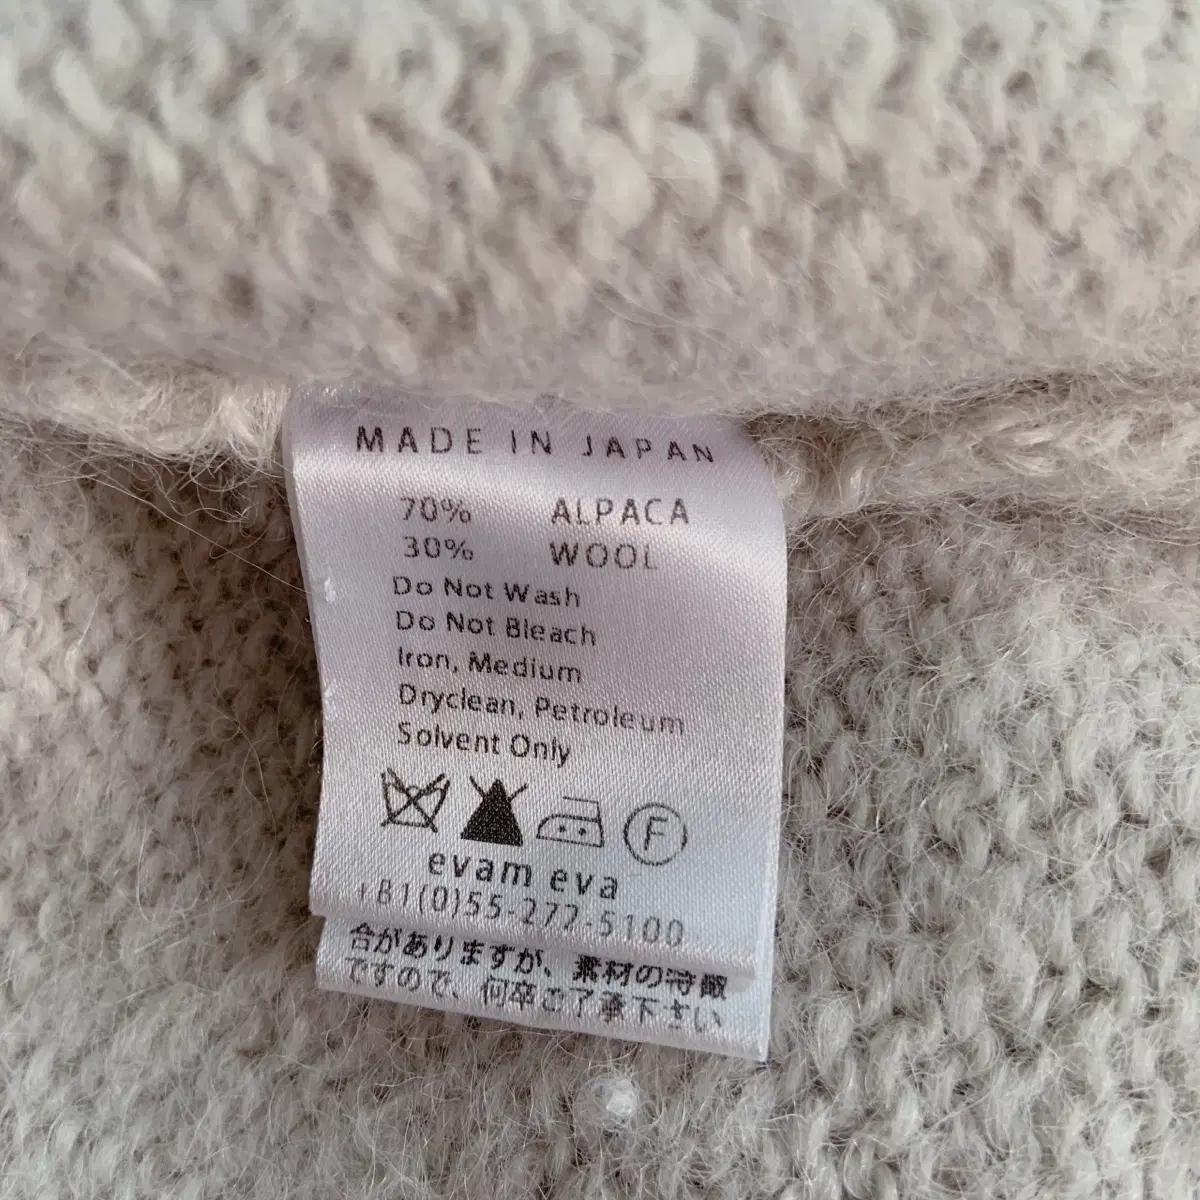 MADE IN JAPAN
70% ALPACA
30% WOOL
Do Not Wash
Do Not Bleach
Iron, Medium
Dryclean, Petroleum
Solvent Only
F
evam eva
+81(0)55-272-5100
合がありますが、素材の特徴
ですので、何卒ご了承下さい